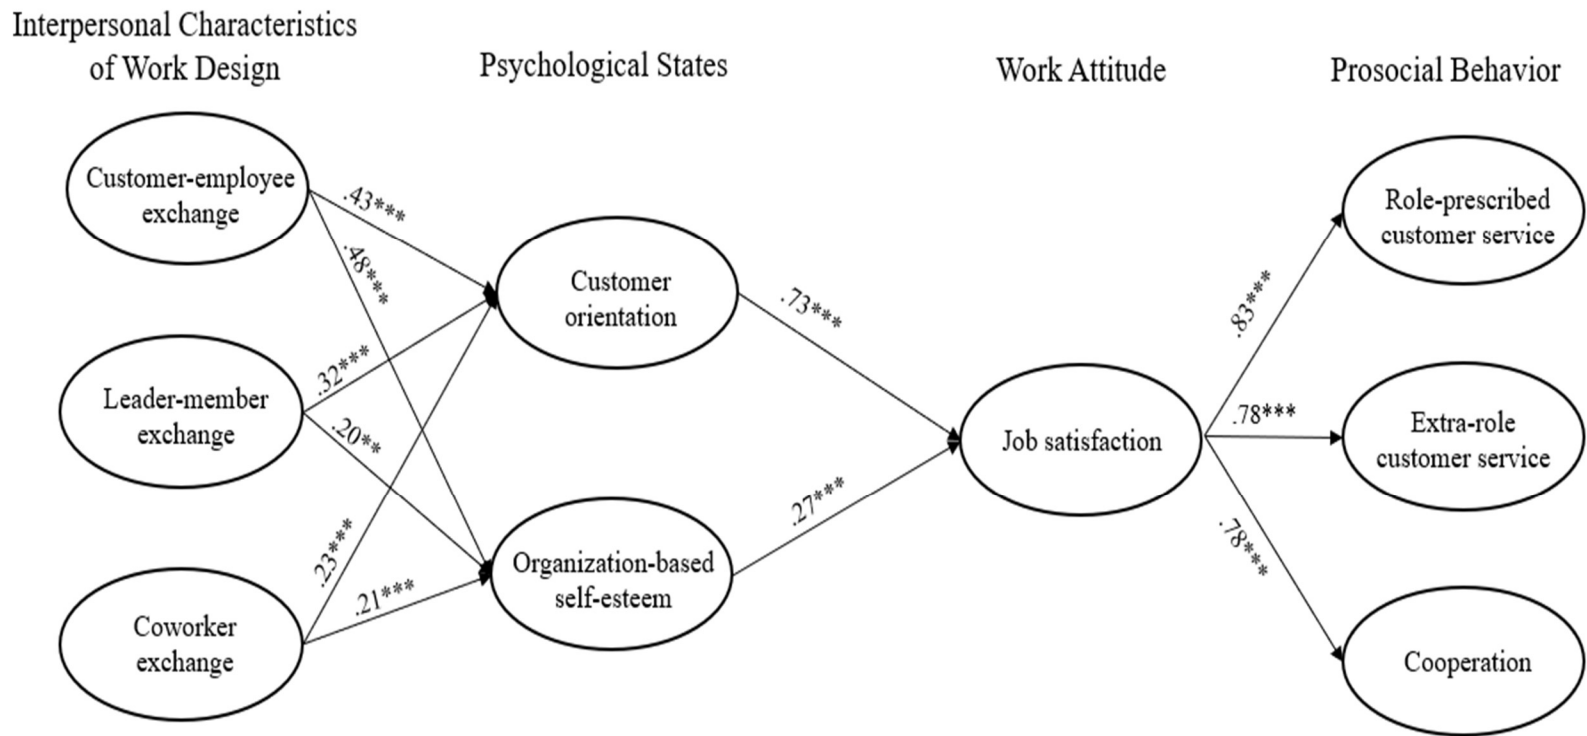 Interpersonal Characteristics
of Work Design
Psychological States
Work Attitude
Prosocial Behavior
Customer-employee
exchange
Leader-member
exchange
Coworker
exchange
.43***
.48***
.32***
.20**
.23***
.21***
Customer
orientation
Organization-based
self-esteem
.73***
.27***
Job satisfaction
.83***
.78***
.78***
Role-prescribed
customer service
Extra-role
customer service
Cooperation